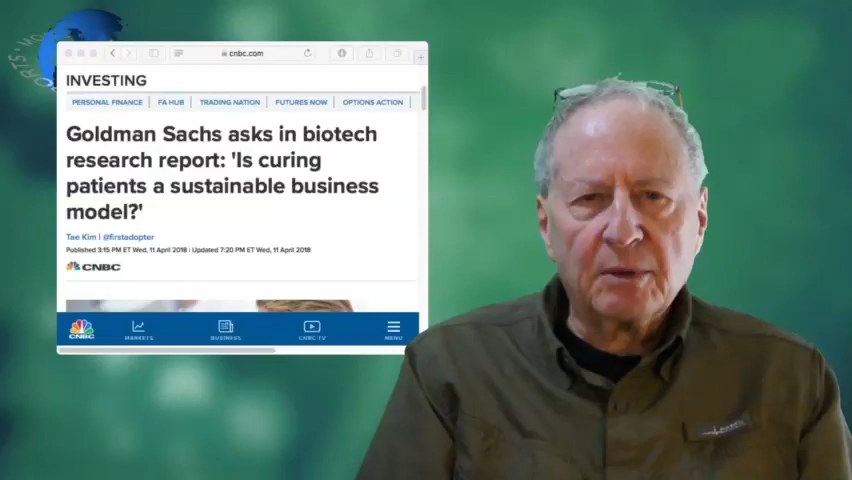 cnbc.com
INVESTING
PERSONAL FINANCE | FA HUB | TRADING NATION | FUTURES NOW | OPTIONS ACTION |
Goldman Sachs asks in biotech
research report: 'Is curing
patients a sustainable business
model?'
Tae Kim | @firstadopter
Published 3:15 PM ET Wed, 11 April 2018 | Updated 7:20 PM ET Wed, 11 April 2018
CNBC
CNBC MARKETS BUSINESS CNBC TV MENU